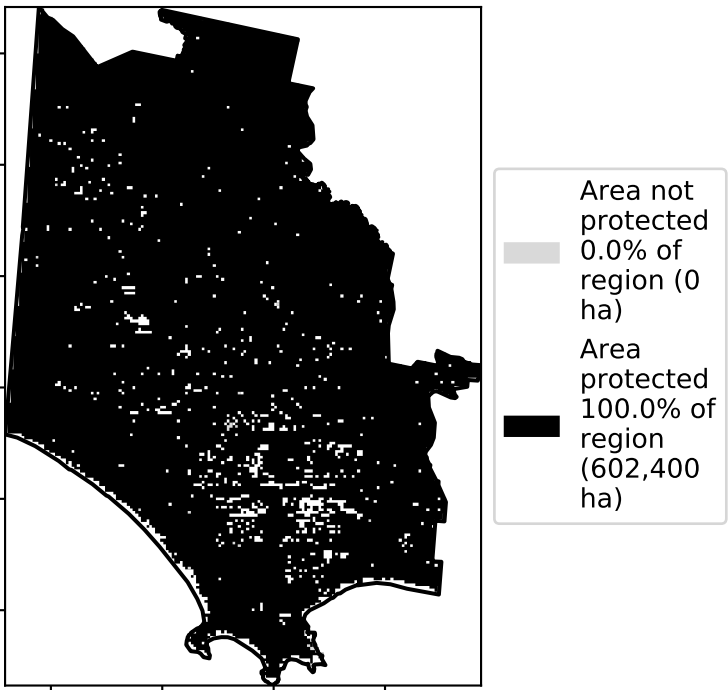 Area not
protected
0.0% of
region (0
ha)
Area
protected
100.0% of
region
(602,400
ha)